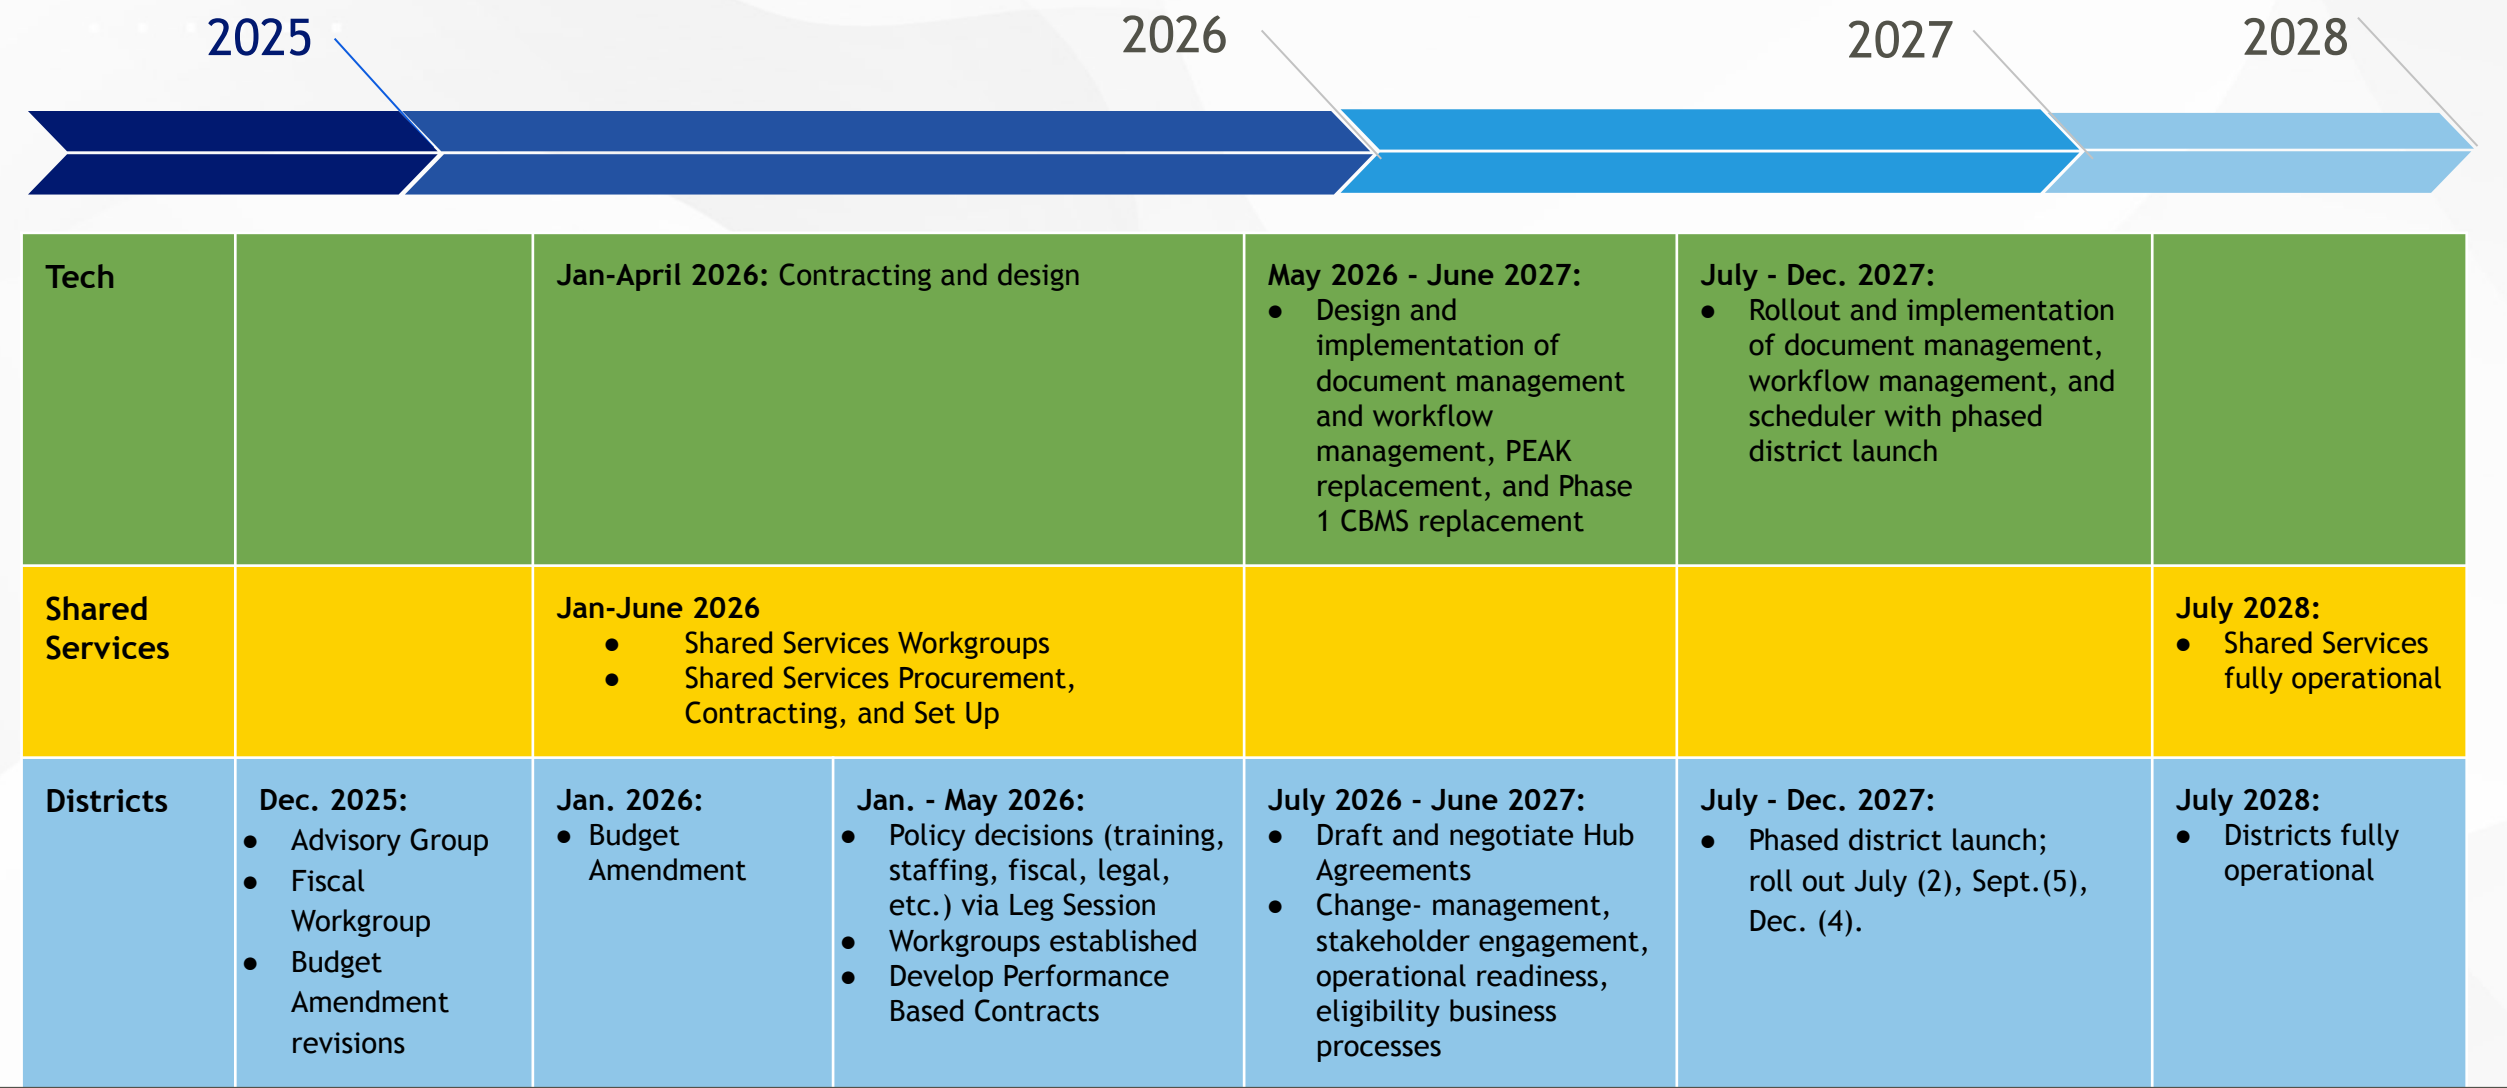 2025
2026
2027
2028
Tech
Jan-April 2026: Contracting and design
May 2026 - June 2027:
● Design and
implementation of
document management
and workflow
management, PEAK
replacement, and Phase
1 CBMS replacement
July - Dec. 2027:
● Rollout and implementation
of document management,
workflow management, and
scheduler with phased
district launch
Shared
Services
Jan-June 2026
● Shared Services Workgroups
● Shared Services Procurement,
Contracting, and Set Up
July 2028:
● Shared Services
fully operational
Districts
Dec. 2025:
● Advisory Group
● Fiscal
Workgroup
● Budget
Amendment
revisions
Jan. 2026:
● Budget
Amendment
Jan. - May 2026:
● Policy decisions (training,
staffing, fiscal, legal,
etc.) via Leg Session
● Workgroups established
● Develop Performance
Based Contracts
July 2026 - June 2027:
● Draft and negotiate Hub
Agreements
● Change- management,
stakeholder engagement,
operational readiness,
eligibility business
processes
July - Dec. 2027:
● Phased district launch;
roll out July (2), Sept.(5),
Dec. (4).
July 2028:
● Districts fully
operational